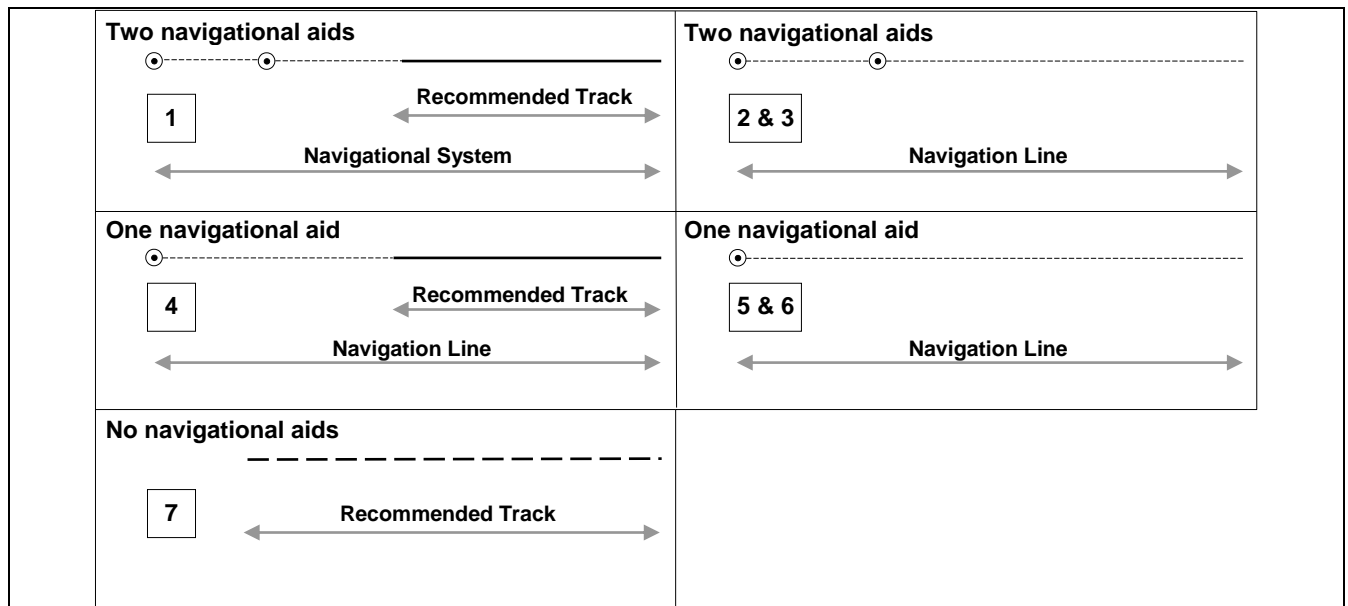 Two navigational aids
Recommended Track
1
Navigational System
Two navigational aids
2 & 3
Navigation Line
One navigational aid
Recommended Track
4
Navigation Line
One navigational aid
5 & 6
Navigation Line
No navigational aids
7
Recommended Track